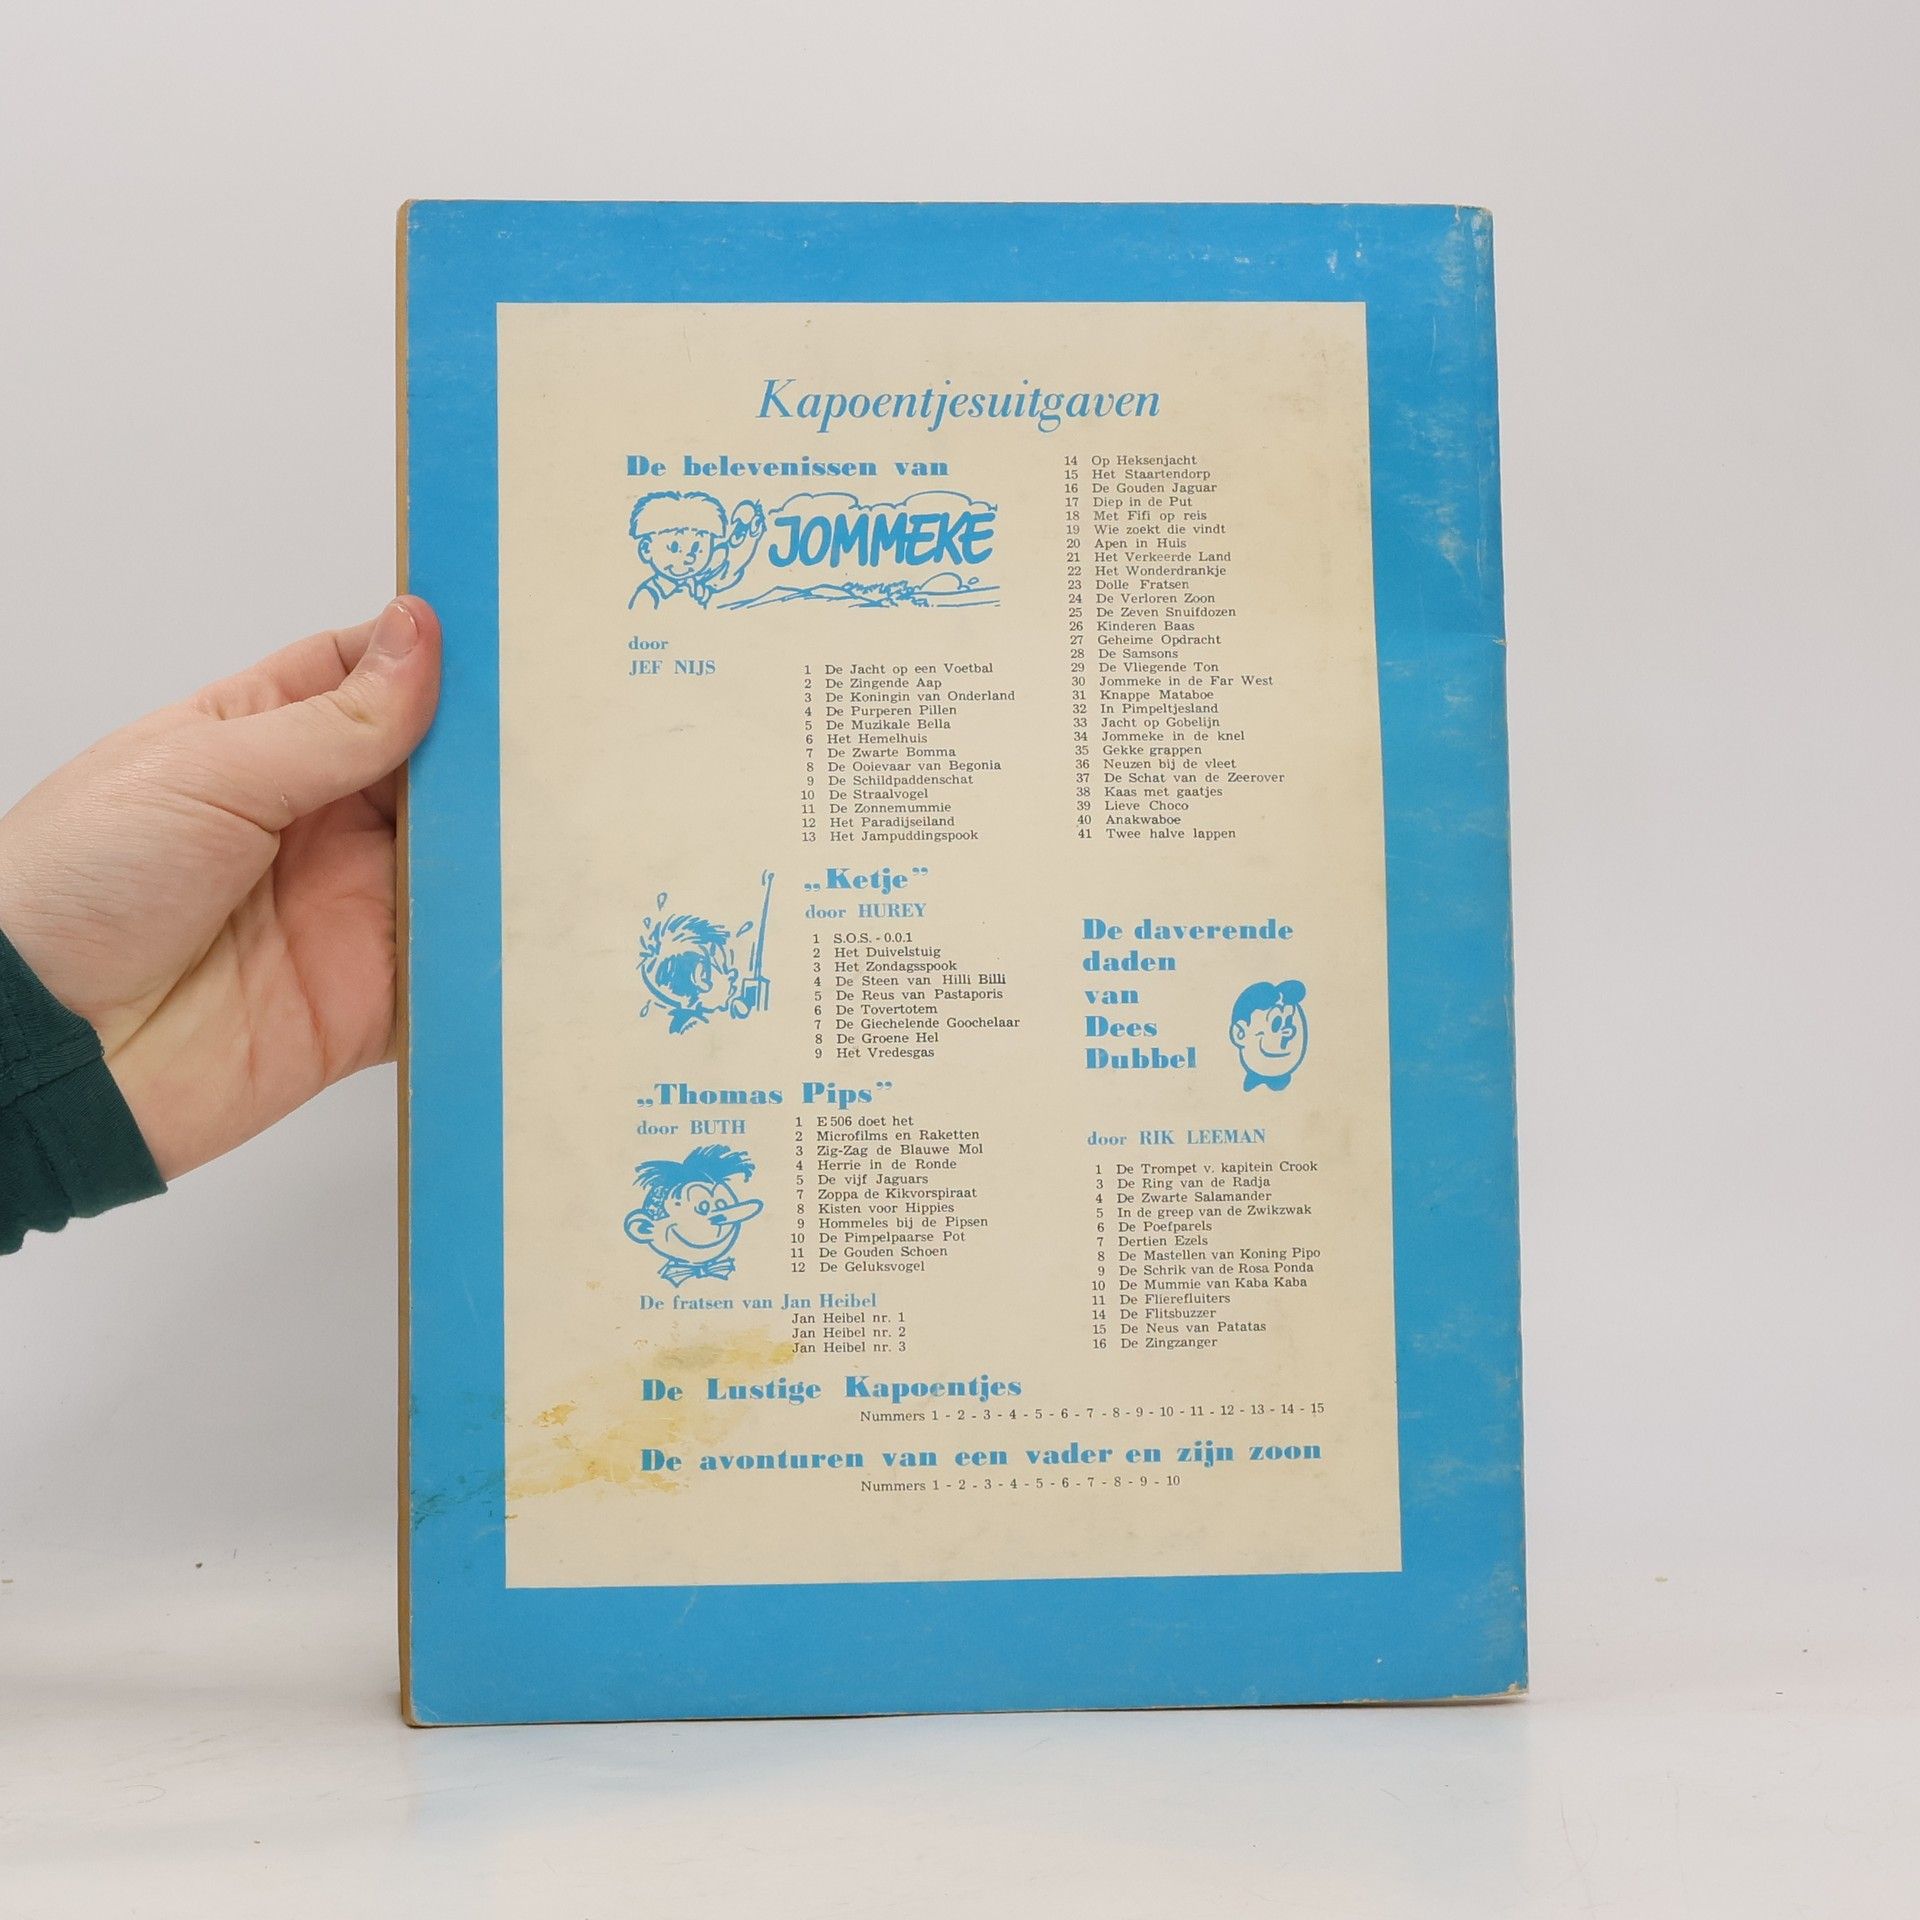 Kapoentjesuitgaven
De belevenissen van
JOMMEKE
door
JEF NIJS
1 De Jacht op een Voetbal
2 De Zingende Aap
3 De Koningin van Onderland
4 De Purperen Pillen
5 De Muzikale Bella
6 Het Hemelhuis
7 De Zwarte Bomma
8 De Ooievaar van Begonia
9 De Schildpaddenschat
10 De Straalvogel
11 De Zonnemummie
12 Het Paradijseiland
13 Het Jampuddingspook
14 Op Heksenjacht
15 Het Staartendorp
16 De Gouden Jaguar
17 Diep in de Put
18 Met Fifi op reis
19 Wie zoekt die vindt
20 Apen in Huis
21 Het Verkeerde Land
22 Het Wonderdrankje
23 Dolle Fratsen
24 De Verloren Zoon
25 De Zeven Snuifdozen
26 Kinderen Baas
27 Geheime Opdracht
28 De Samsons
29 De Vliegende Ton
30 Jommeke in de Far West
31 Knappe Mataboe
32 In Pimpeltjesland
33 Jacht op Gobelijn
34 Jommeke in de knel
35 Gekke grappen
36 Neuzen bij de vleet
37 De Schat van de Zeerover
38 Kaas met gaatjes
39 Lieve Choco
40 Anakwaboe
41 Twee halve lappen
„Ketje”
door HUREY
1 S.O.S. - 0.0.1
2 Het Duivelstuig
3 Het Zondagsspook
4 De Steen van Hilli Billi
5 De Reus van Pastaporis
6 De Tovertotem
7 De Giechelende Goochelaar
8 De Groene Hel
9 Het Vredesgas
„Thomas Pips”
door BUTH
1 E 506 doet het
2 Microfilms en Raketten
3 Zig-Zag de Blauwe Mol
4 Herrie in de Ronde
5 De vijf Jaguars
7 Zoppa de Kikvorspiraat
8 Kisten voor Hippies
9 Hommeles bij de Pipsen
10 De Pimpelpaarse Pot
11 De Gouden Schoen
12 De Geluksvogel
De fratsen van Jan Heibel
Jan Heibel nr. 1
Jan Heibel nr. 2
Jan Heibel nr. 3
De daverende
daden
van
Dees
Dubbel
door RIK LEEMAN
1 De Trompet v. kapitein Crook
3 De Ring van de Radja
4 De Zwarte Salamander
5 In de greep van de Zwikzwak
6 De Poefparels
7 Dertien Ezels
8 De Mastellen van Koning Pipo
9 De Schrik van de Rosa Ponda
10 De Mummie van Kaba Kaba
11 De Flierefluiters
14 De Flitsbuzzer
15 De Neus van Patatas
16 De Zingzanger
De Lustige Kapoentjes
Nummers 1 - 2 - 3 - 4 - 5 - 6 - 7 - 8 - 9 - 10 - 11 - 12 - 13 - 14 - 15
De avonturen van een vader en zijn zoon
Nummers 1 - 2 - 3 - 4 - 5 - 6 - 7 - 8 - 9 - 10